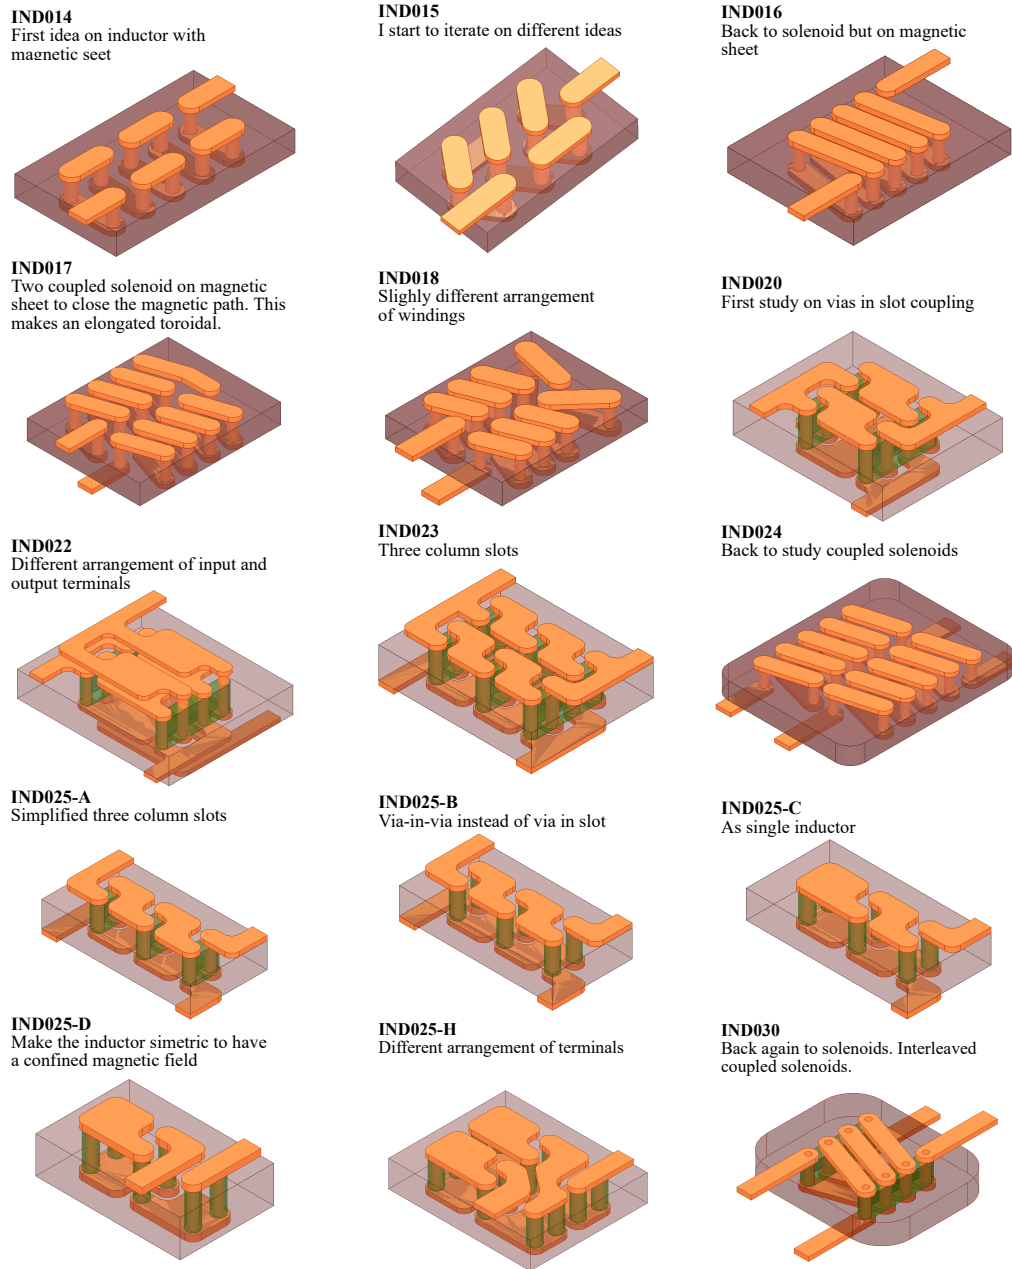 IND014
First idea on inductor with
magnetic seet
IND015
I start to iterate on different ideas
IND016
Back to solenoid but on magnetic
sheet
IND017
Two coupled solenoid on magnetic
sheet to close the magnetic path. This
makes an elongated toroidal.
IND018
Slighly different arrangement
of windings
IND020
First study on vias in slot coupling
IND022
Different arrangement of input and
output terminals
IND023
Three column slots
IND024
Back to study coupled solenoids
IND025-A
Simplified three column slots
IND025-B
Via-in-via instead of via in slot
IND025-C
As single inductor
IND025-D
Make the inductor simetric to have
a confined magnetic field
IND025-H
Different arrangement of terminals
IND030
Back again to solenoids. Interleaved
coupled solenoids.